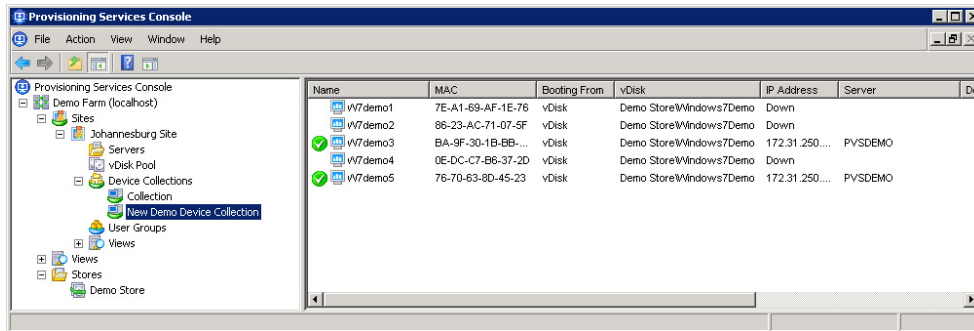 Provisioning Services Console
File Action View Window Help
Provisioning Services Console
Demo Farm (localhost)
Sites
Johannesburg Site
Servers
vDisk Pool
Device Collections
Collection
New Demo Device Collection
User Groups
Views
Views
Stores
Demo Store
Name MAC Booting From vDisk IP Address Server D
W7demo1 7E-A1-69-AF-1E-76 vDisk Demo Store\Windows7Demo Down
W7demo2 86-23-AC-71-07-5F vDisk Demo Store\Windows7Demo Down
W7demo3 BA-9F-30-1B-BB-... vDisk Demo Store\Windows7Demo 172.31.250.... PVSDEMO
W7demo4 0E-DC-C7-B6-37-2D vDisk Demo Store\Windows7Demo Down
W7demo5 76-70-63-8D-45-23 vDisk Demo Store\Windows7Demo 172.31.250.... PVSDEMO